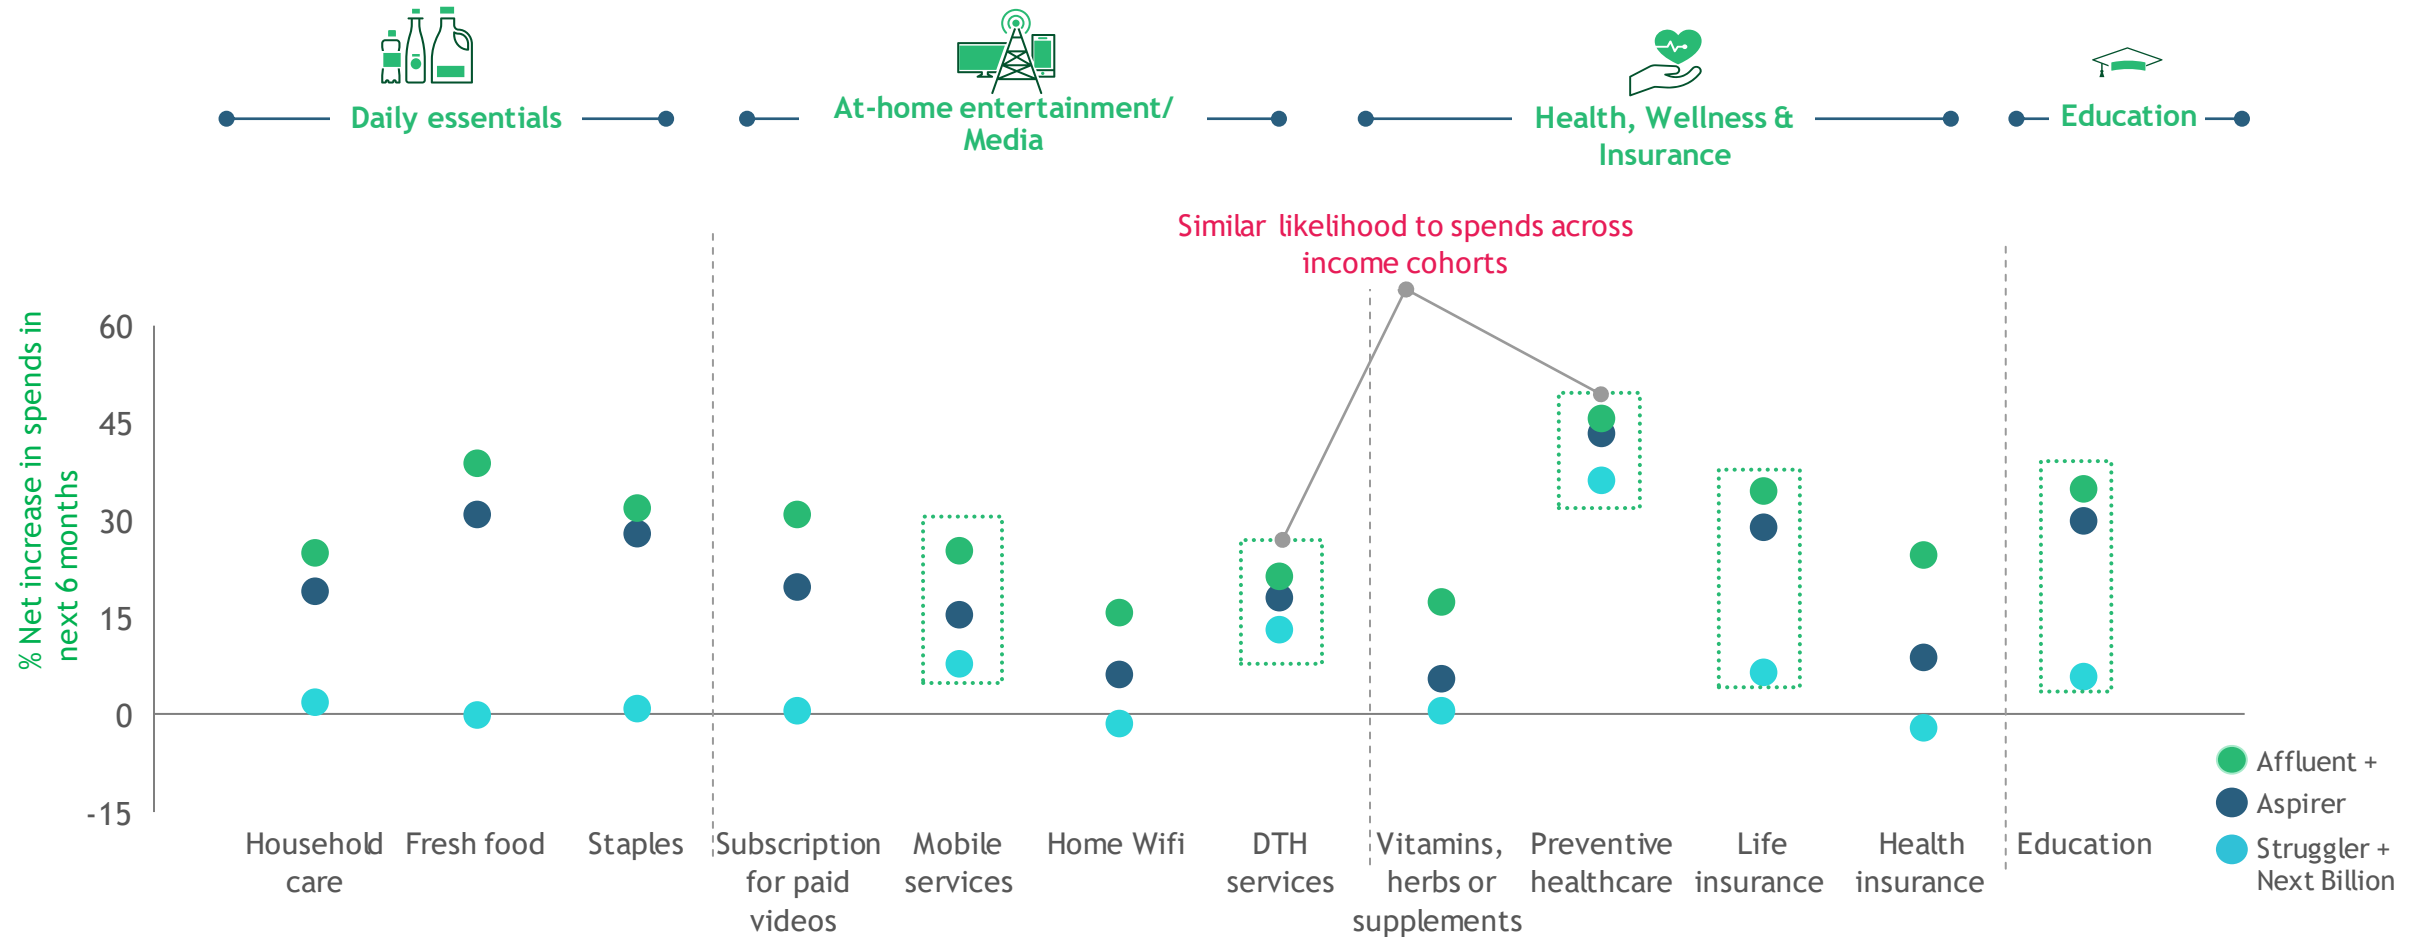 Daily essentials
At-home entertainment/
Media
Health, Wellness &
Insurance
Education
Similar likelihood to spends across
income cohorts
% Net increase in spends in
next 6 months
60
45
30
15
0
-15
Household
care
Fresh food
Staples
Subscription
for paid
videos
Mobile
services
Home Wifi
DTH
services
Vitamins,
herbs or
supplements
Preventive
healthcare
Life
insurance
Health
insurance
Education
Affluent +
Aspirer
Struggler +
Next Billion